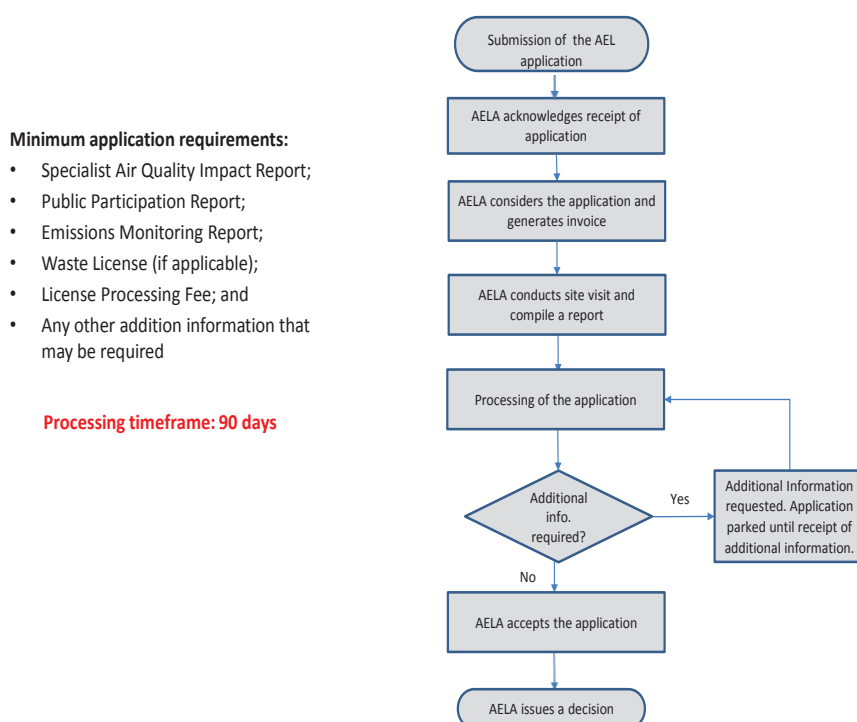 Minimum application requirements:
• Specialist Air Quality Impact Report;
• Public Participation Report;
• Emissions Monitoring Report;
• Waste License (if applicable);
• License Processing Fee; and
• Any other addition information that
may be required
Processing timeframe: 90 days
Submission of the AEL
application
AELA acknowledges receipt of
application
AELA considers the application and
generates invoice
AELA conducts site visit and
compile a report
Processing of the application
Additional
info.
required?
Yes
Additional Information
requested. Application
parked until receipt of
additional information.
No
AELA accepts the application
AELA issues a decision